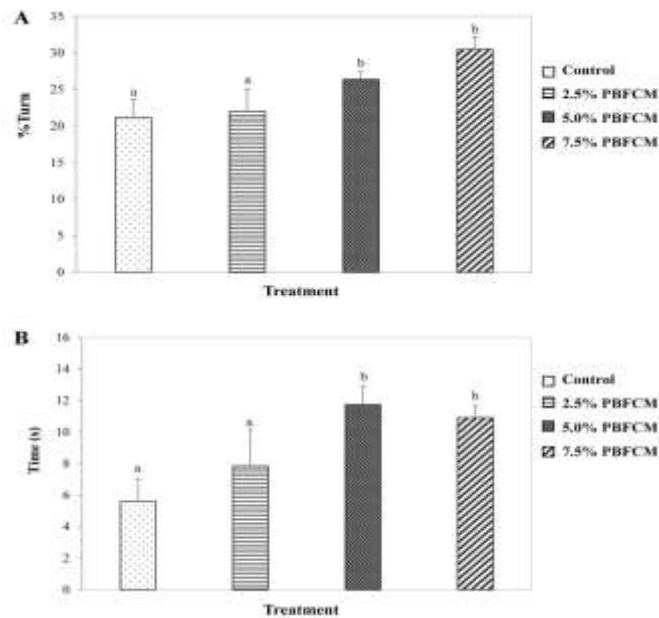 A
35
30
25
20
15
10
5
0
%Turn
a
a
b
b
Treatment
Control
2.5% PBFCM
5.0% PBFCM
7.5% PBFCM
B
16
14
12
10
8
6
4
2
0
Time (s)
a
a
b
b
Treatment
Control
2.5% PBFCM
5.0% PBFCM
7.5% PBFCM